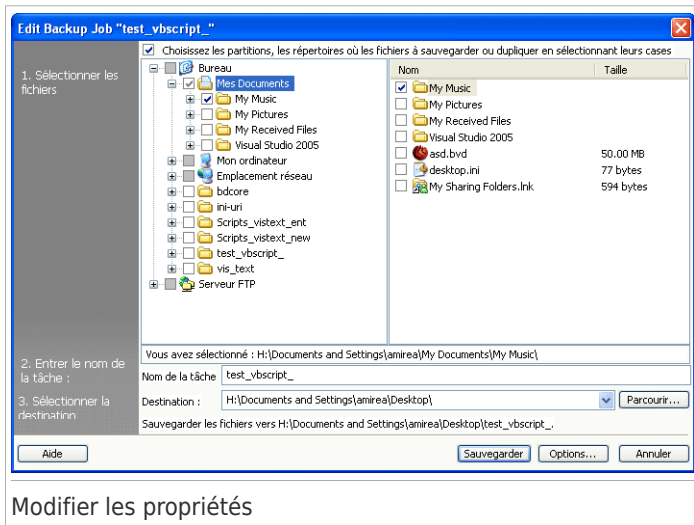 Edit Backup Job "test_vbscript_"
Choisissez les partitions, les répertoires où les fichiers à sauvegarder ou dupliquer en sélectionnant leurs cases
1. Sélectionner les
fichiers
Bureau
Mes Documents
My Music
My Pictures
My Received Files
Visual Studio 2005
Mon ordinateur
Emplacement réseau
bdcore
ini-uri
Scripts_vistext_ent
Scripts_vistext_new
test_vbscript_
vis_text
Serveur FTP
Nom Taille
My Music
My Pictures
My Received Files
Visual Studio 2005
asd.bvd 50.00 MB
desktop.ini 77 bytes
My Sharing Folders.lnk 594 bytes
Vous avez sélectionné : H:\Documents and Settings\amirea\My Documents\My Music\
2. Entrer le nom de
la tâche :
Nom de la tâche test_vbscript_
3. Sélectionner la
destination
Destination : H:\Documents and Settings\amirea\Desktop\ Parcourir...
Sauvegarder les fichiers vers H:\Documents and Settings\amirea\Desktop\test_vbscript_.
Aide Sauvegarder Options... Annuler
Modifier les propriétés